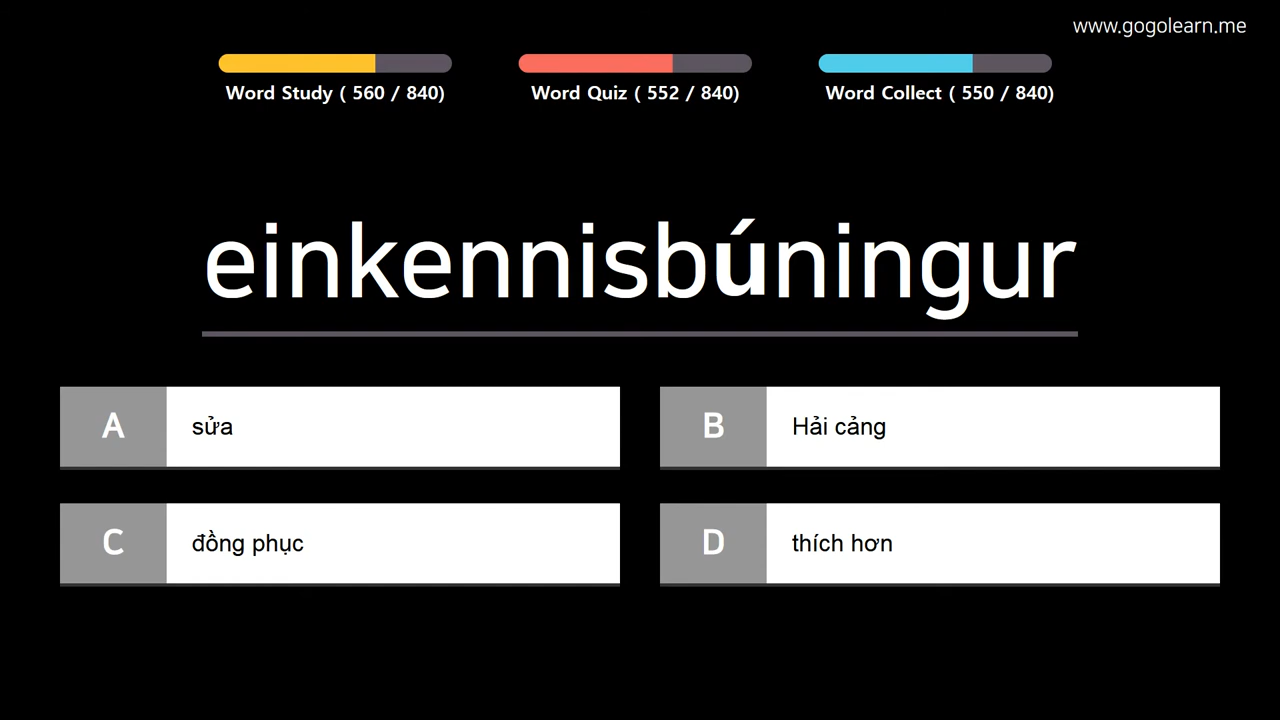 www.gogolearn.me
Word Study ( 560 / 840)
Word Quiz ( 552 / 840)
Word Collect ( 550 / 840)
einkennisbúningur
A
sửa
B
Hải cảng
C
đồng phục
D
thích hơn